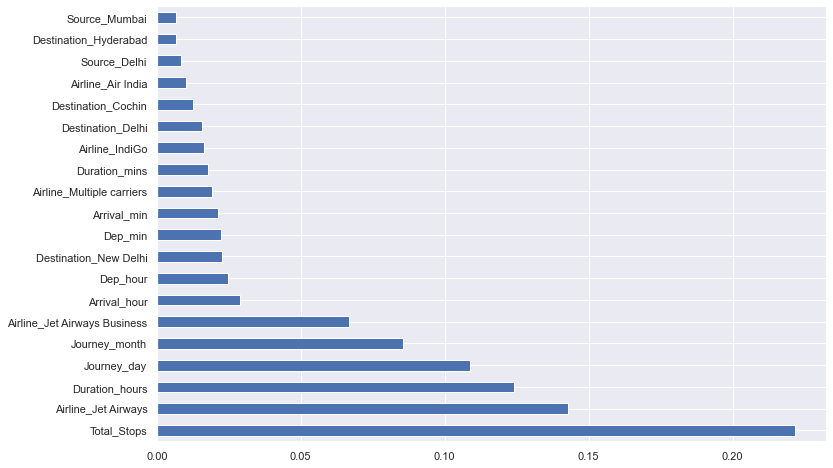 Source_Mumbai
Destination_Hyderabad
Source_Delhi
Airline_Air India
Destination_Cochin
Destination_Delhi
Airline_IndiGo
Duration_mins
Airline_Multiple carriers
Arrival_min
Dep_min
Destination_New Delhi
Dep_hour
Arrival_hour
Airline_Jet Airways Business
Journey_month
Journey_day
Duration_hours
Airline_Jet Airways
Total_Stops
0.00 0.05 0.10 0.15 0.20